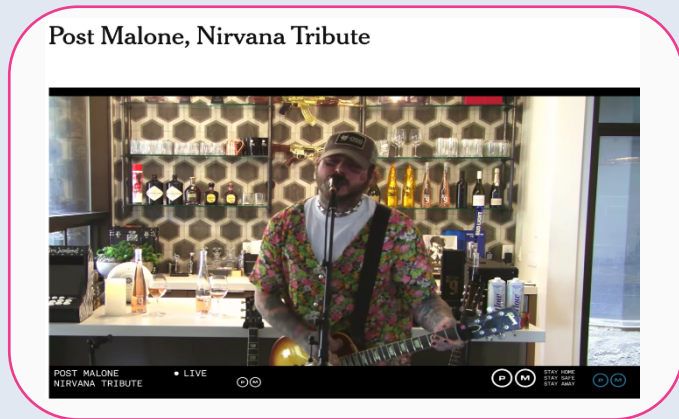 Post Malone, Nirvana Tribute
POST MALONE
NIRVANA TRIBUTE
LIVE
P M
P M
STAY HOME
STAY SAFE
STAY AWAY
P M